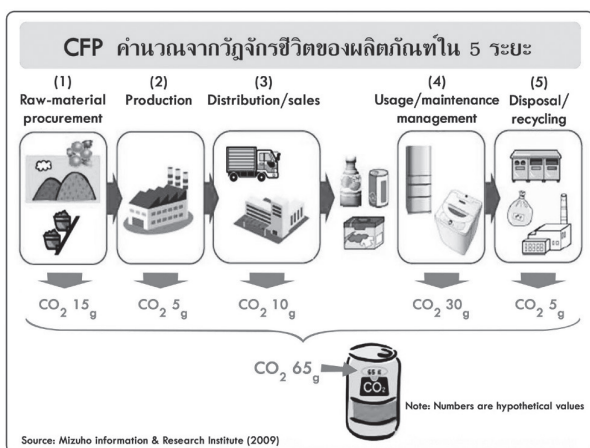 CFP คำนวณจากวัฏจักรชีวิตของผลิตภัณฑ์ใน 5 ระยะ
(1)
Raw-material
procurement
(2)
Production
(3)
Distribution/sales
(4)
Usage/maintenance
management
(5)
Disposal/
recycling
CO2 15g
CO2 5g
CO2 10g
CO2 30g
CO2 5g
CO2 65g
CO2
Note: Numbers are hypothetical values
Source: Mizuho information & Research Institute (2009)